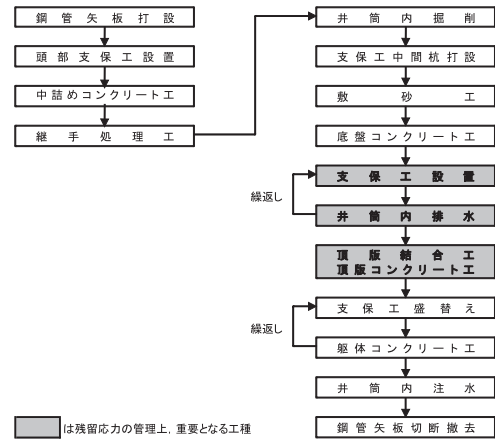 鋼管矢板打設
頭部支保工設置
中詰めコンクリート工
継手処理工
井筒内掘削
支保工中間杭打設
敷砂工
底盤コンクリート工
支保工設置
繰返し
井筒内排水
頂版結合工
頂版コンクリート工
支保工盛替え
繰返し
躯体コンクリート工
井筒内注水
鋼管矢板切断撤去
は残留応力の管理上，重要となる工種